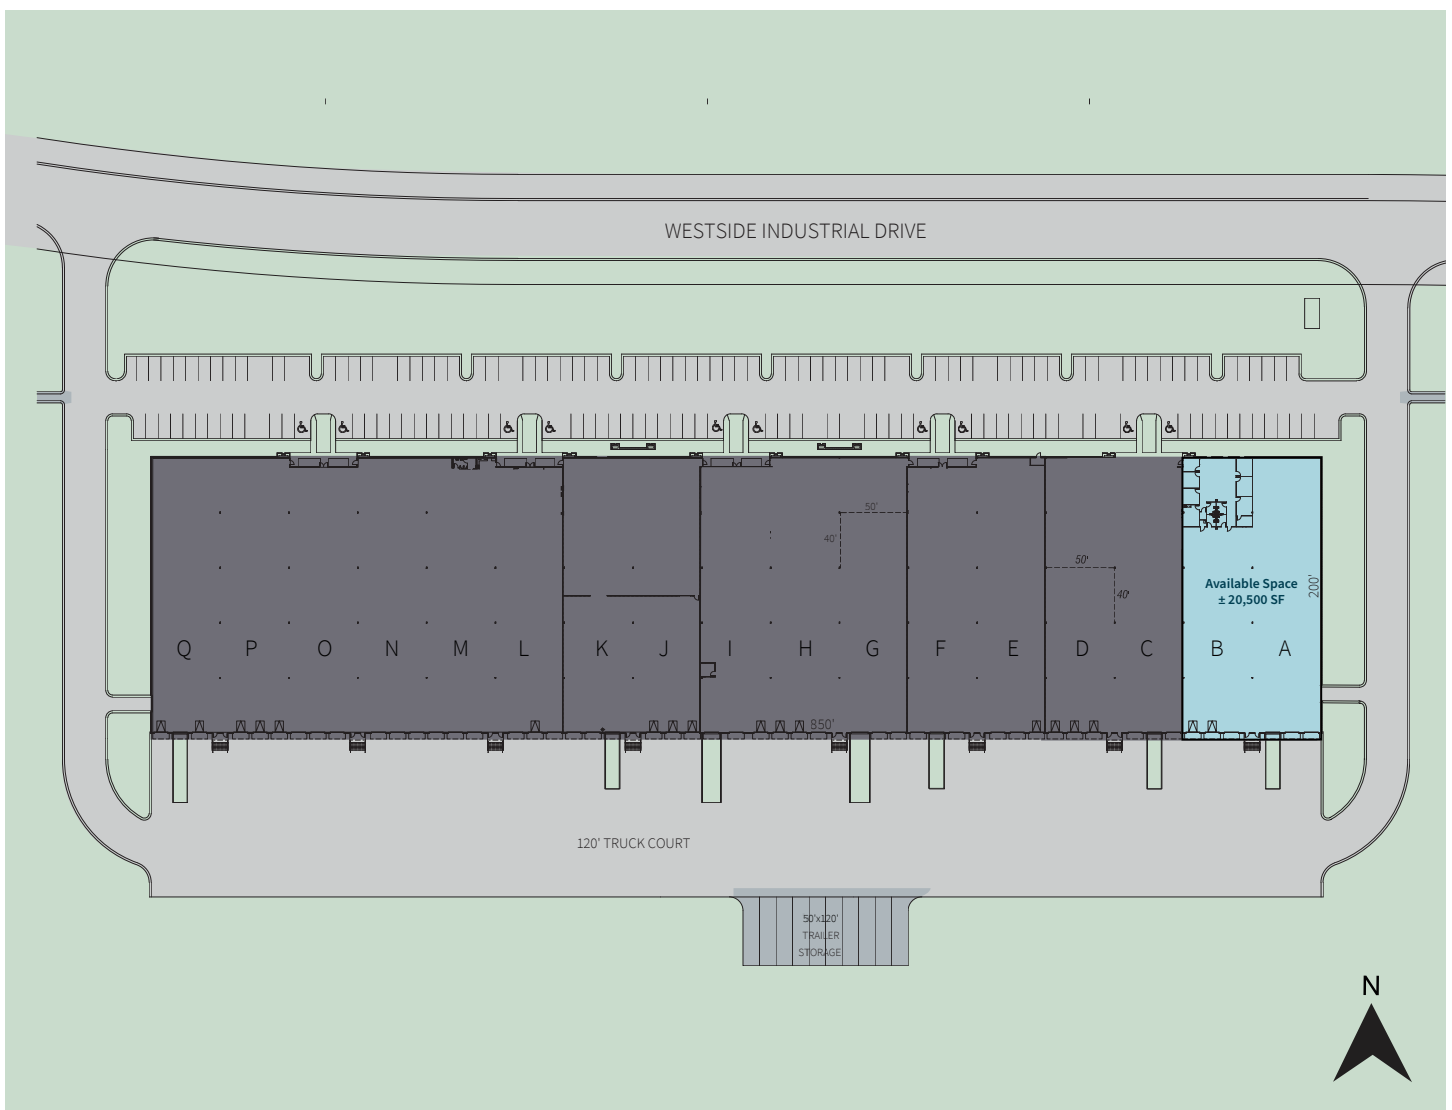 WESTSIDE INDUSTRIAL DRIVE
50'
40'
50'
40'
Available Space
± 20,500 SF
200'
Q P O N M L K J I H G F E D C B A
850'
120' TRUCK COURT
50'x120'
TRAILER
STORAGE
N